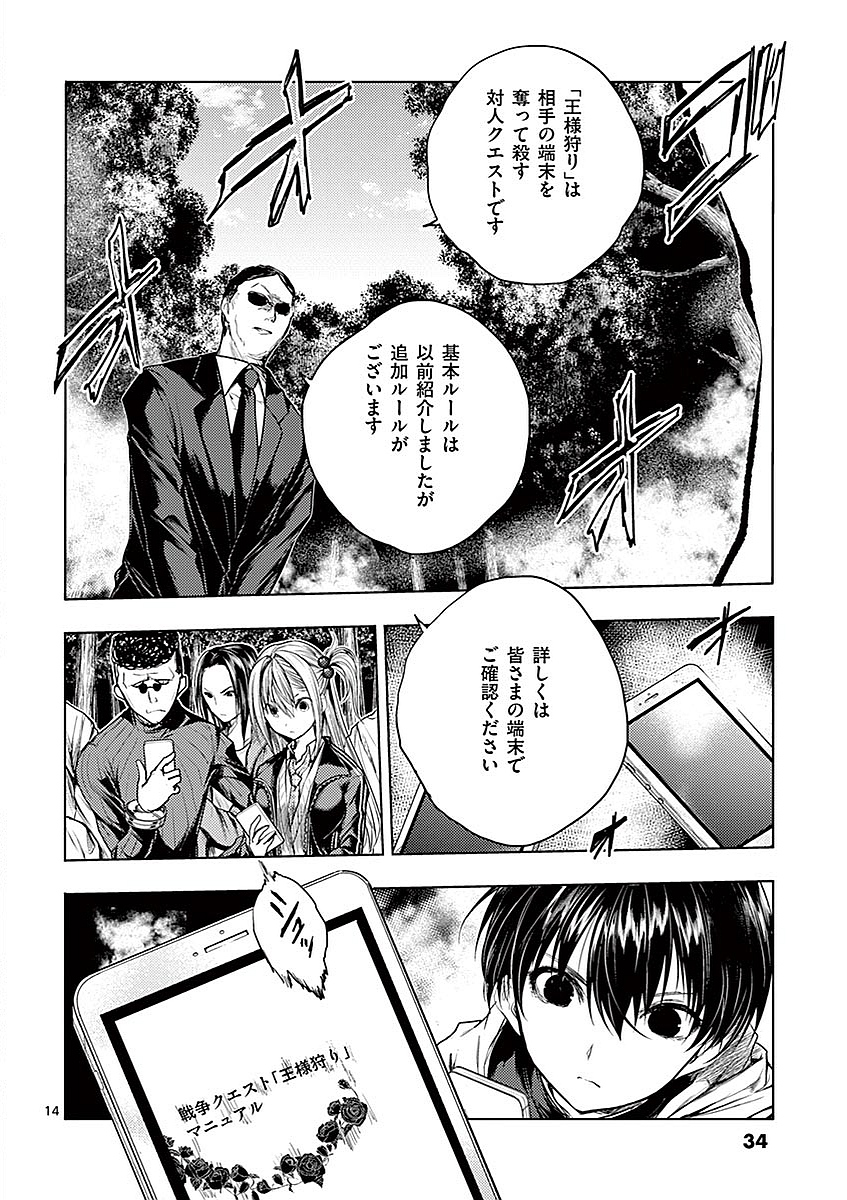 「王様狩り」は
相手の端末を
奪って殺す
対人クエストです
基本ルールは
以前紹介しましたが
追加ルールが
ございます
詳しくは
皆さまの端末で
ご確認ください
戦争クエスト「王様狩り」
マニュアル
14
34